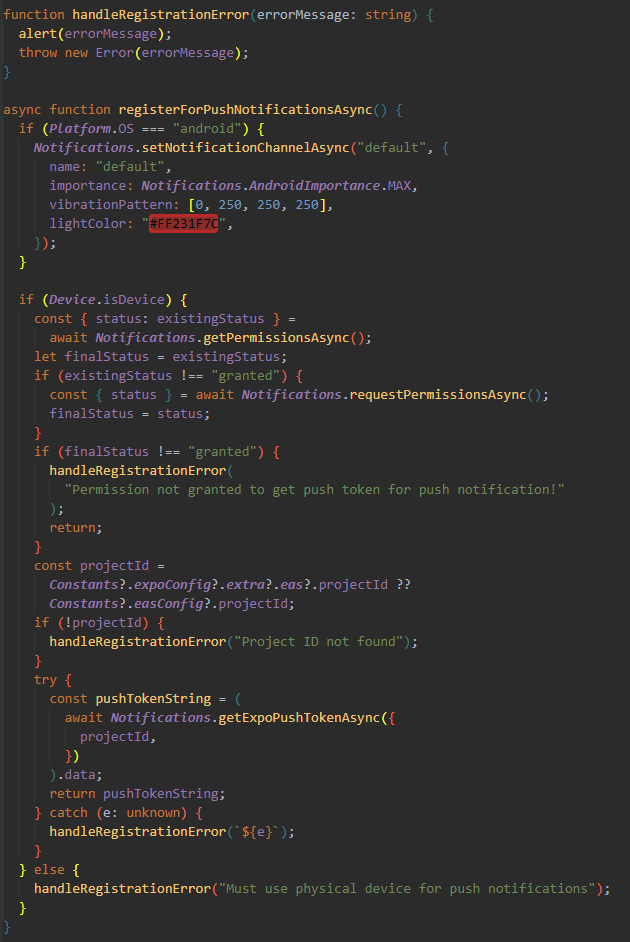 function handleRegistrationError(errorMessage: string) {
  alert(errorMessage);
  throw new Error(errorMessage);
}

async function registerForPushNotificationsAsync() {
  if (Platform.OS === "android") {
    Notifications.setNotificationChannelAsync("default", {
      name: "default",
      importance: Notifications.AndroidImportance.MAX,
      vibrationPattern: [0, 250, 250, 250],
      lightColor: "#FF231F7C",
    });
  }

  if (Device.isDevice) {
    const { status: existingStatus } =
      await Notifications.getPermissionsAsync();
    let finalStatus = existingStatus;
    if (existingStatus !== "granted") {
      const { status } = await Notifications.requestPermissionsAsync();
      finalStatus = status;
    }
    if (finalStatus !== "granted") {
      handleRegistrationError(
        "Permission not granted to get push token for push notification!"
      );
      return;
    }
    const projectId =
      Constants?.expoConfig?.extra?.eas?.projectId ??
      Constants?.easConfig?.projectId;
    if (!projectId) {
      handleRegistrationError("Project ID not found");
    }
    try {
      const pushTokenString = (
        await Notifications.getExpoPushTokenAsync({
          projectId,
        })
      ).data;
      return pushTokenString;
    } catch (e: unknown) {
      handleRegistrationError(`${e}`);
    }
  } else {
    handleRegistrationError("Must use physical device for push notifications");
  }
}